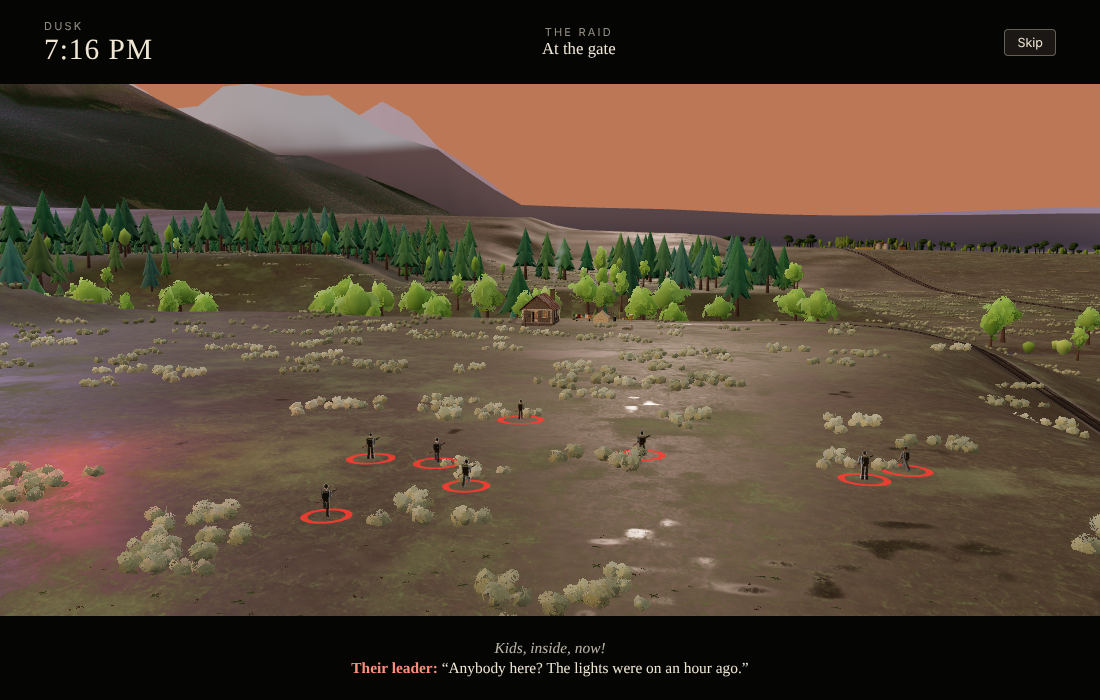 DUSK
7:16 PM
THE RAID
At the gate
Skip
Kids, inside, now!
Their leader: “Anybody here? The lights were on an hour ago.”